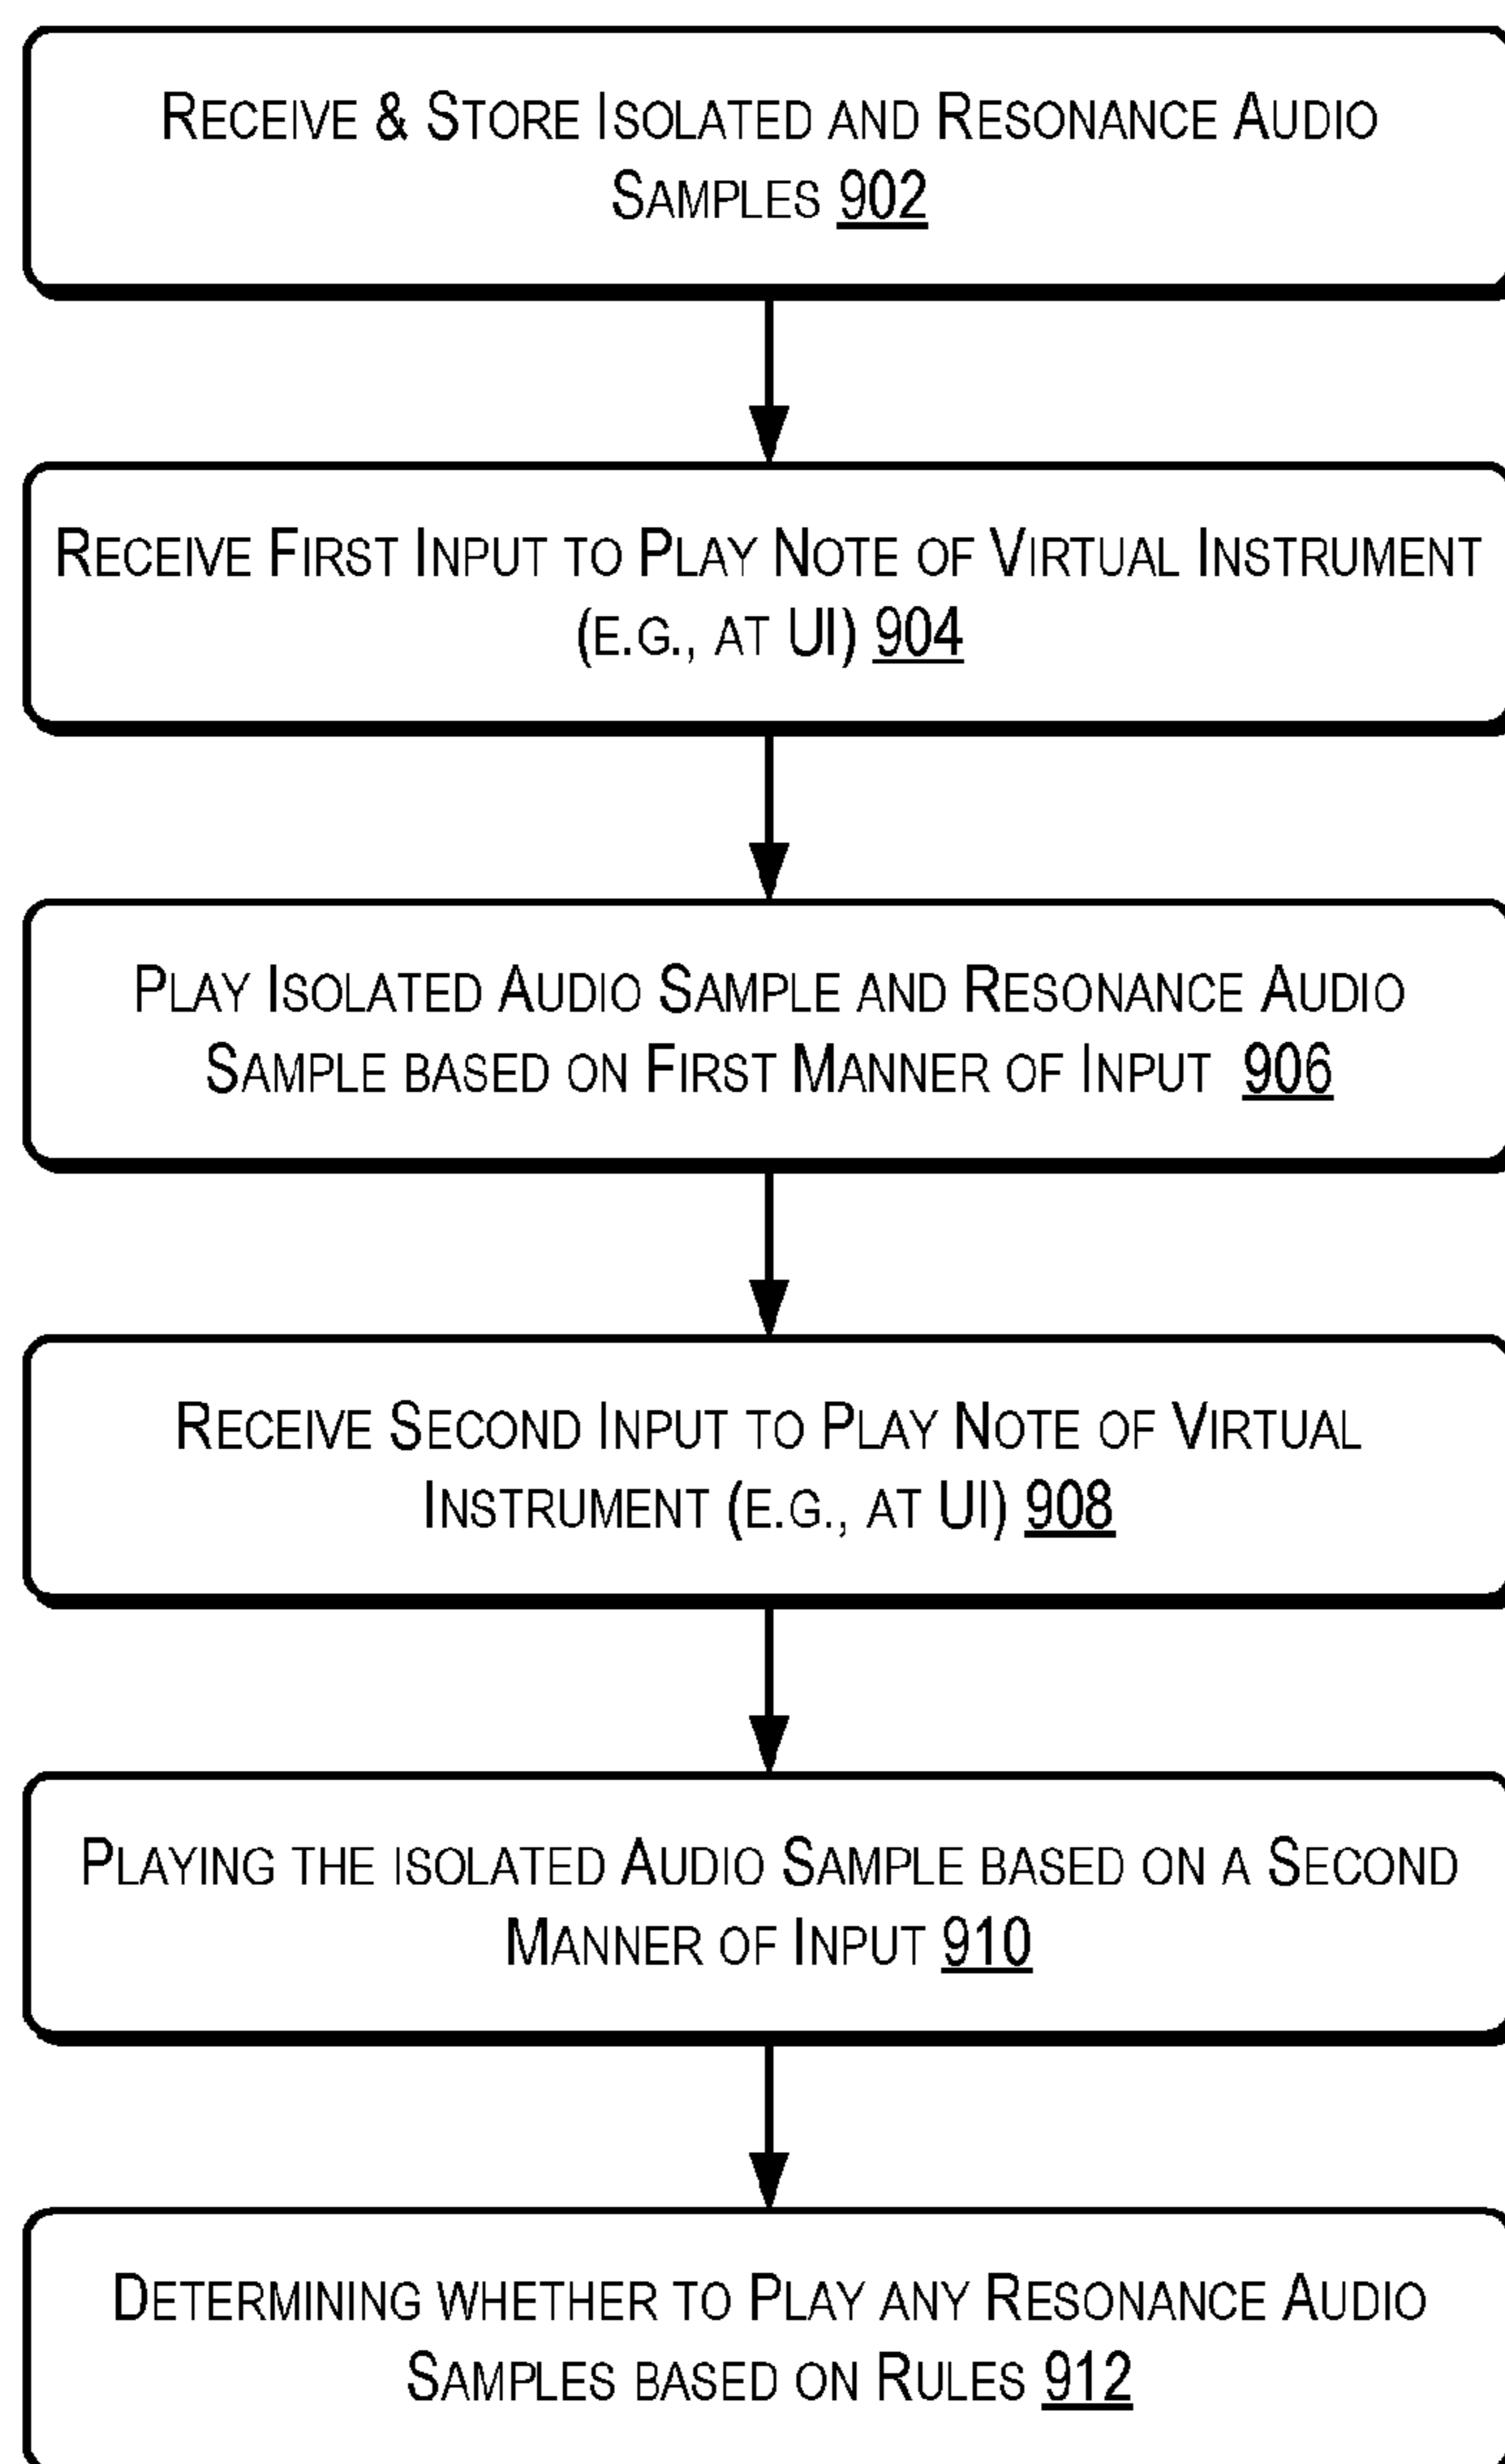 Receive & Store Isolated and Resonance Audio
Samples 902
Receive First Input to Play Note of Virtual Instrument
(e.g., at UI) 904
Play Isolated Audio Sample and Resonance Audio
Sample based on First Manner of Input 906
Receive Second Input to Play Note of Virtual
Instrument (e.g., at UI) 908
Playing the isolated Audio Sample based on a Second
Manner of Input 910
Determining whether to Play any Resonance Audio
Samples based on Rules 912